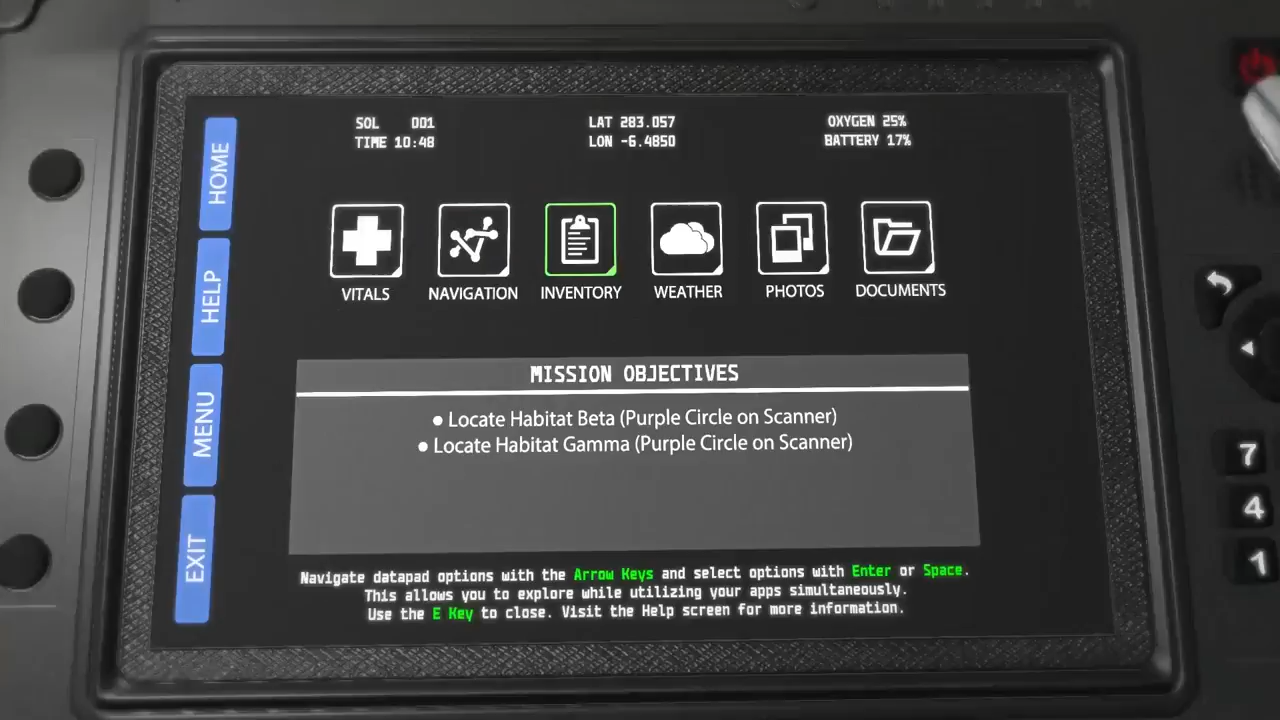 SOL 001
TIME 10:48
LAT 283.057
LON -6.4850
OXYGEN 25%
BATTERY 17%
HOME
HELP
MENU
EXIT
VITALS
NAVIGATION
INVENTORY
WEATHER
PHOTOS
DOCUMENTS
MISSION OBJECTIVES
● Locate Habitat Beta (Purple Circle on Scanner)
● Locate Habitat Gamma (Purple Circle on Scanner)
Navigate datapad options with the Arrow Keys and select options with Enter or Space.
This allows you to explore while utilizing your apps simultaneously.
Use the E Key to close. Visit the Help screen for more information.
7
4
1